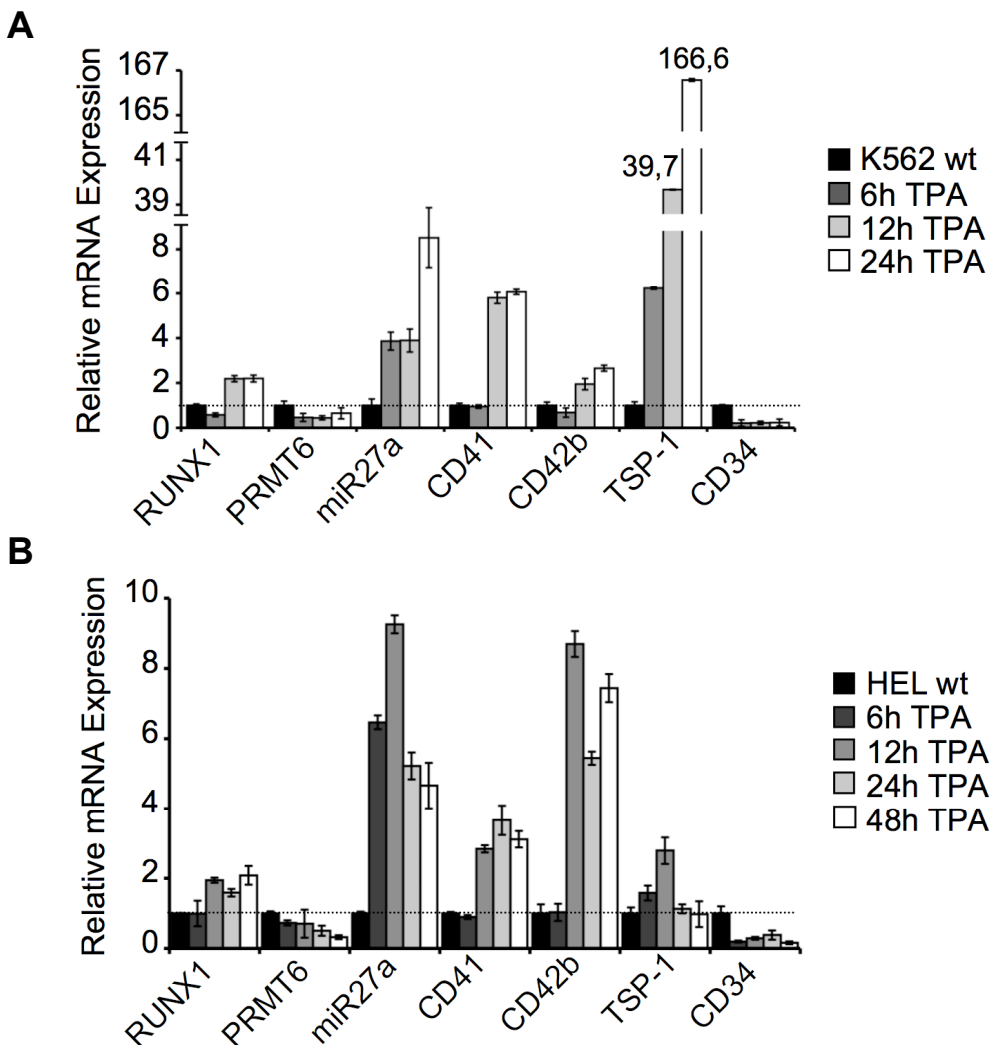 A
Relative mRNA Expression
167
165
41
39
8
6
4
2
0
166,6
39,7
K562 wt
6h TPA
12h TPA
24h TPA
RUNX1
PRMT6
miR27a
CD41
CD42b
TSP-1
CD34
B
Relative mRNA Expression
10
8
6
4
2
0
HEL wt
6h TPA
12h TPA
24h TPA
48h TPA
RUNX1
PRMT6
miR27a
CD41
CD42b
TSP-1
CD34